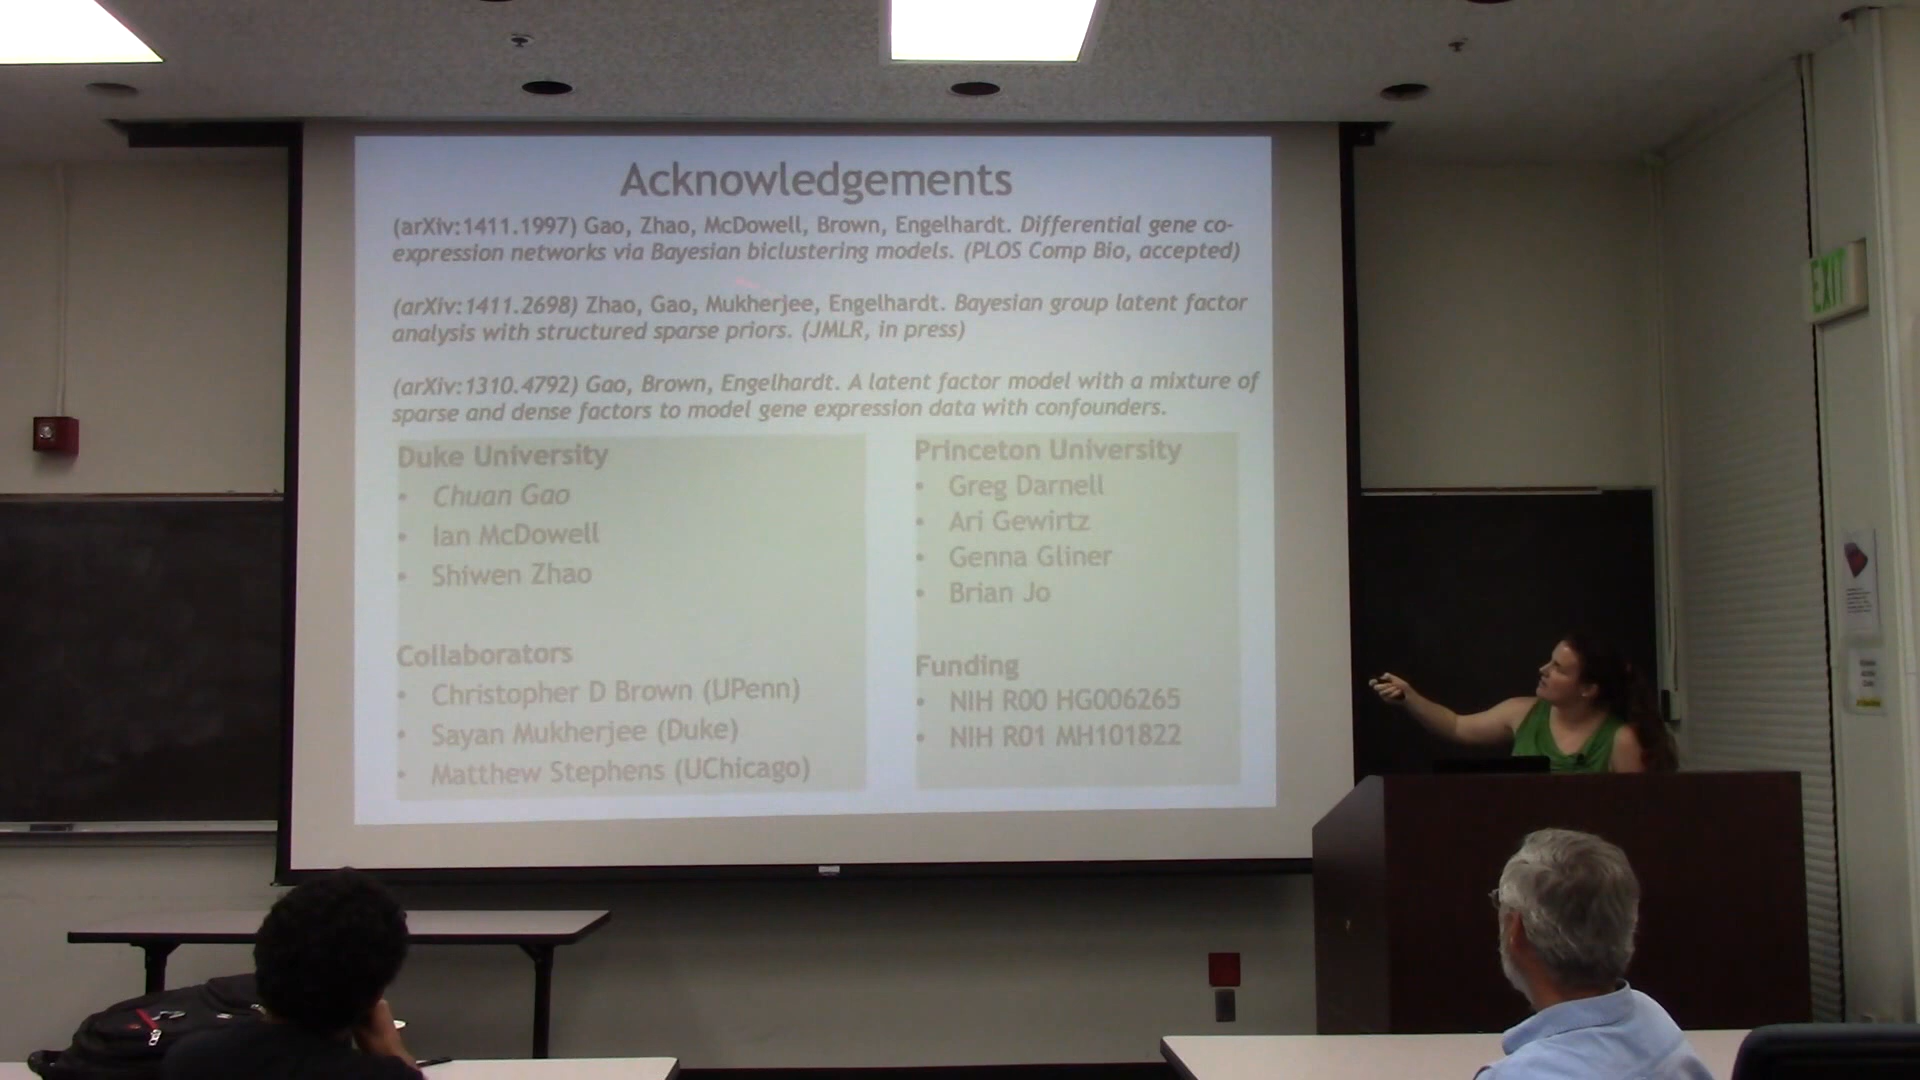 Acknowledgements
(arXiv:1411.1997) Gao, Zhao, McDowell, Brown, Engelhardt. Differential gene co-
expression networks via Bayesian biclustering models. (PLOS Comp Bio, accepted)
(arXiv:1411.2698) Zhao, Gao, Mukherjee, Engelhardt. Bayesian group latent factor
analysis with structured sparse priors. (JMLR, in press)
(arXiv:1310.4792) Gao, Brown, Engelhardt. A latent factor model with a mixture of
sparse and dense factors to model gene expression data with confounders.
Duke University
• Chuan Gao
• Ian McDowell
• Shiwen Zhao
Collaborators
• Christopher D Brown (UPenn)
• Sayan Mukherjee (Duke)
• Matthew Stephens (UChicago)
Princeton University
• Greg Darnell
• Ari Gewirtz
• Genna Gliner
• Brian Jo
Funding
• NIH R00 HG006265
• NIH R01 MH101822
EXIT